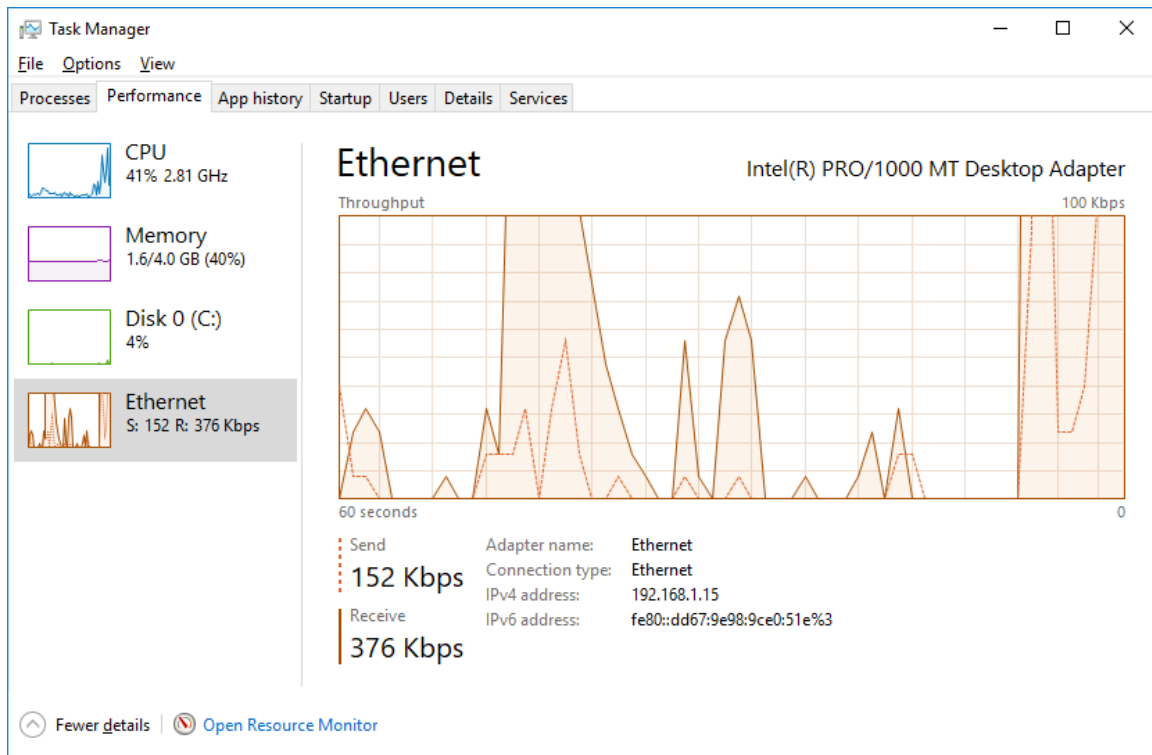 Task Manager
File Options View
Processes Performance App history Startup Users Details Services
CPU
41% 2.81 GHz
Memory
1.6/4.0 GB (40%)
Disk 0 (C:)
4%
Ethernet
S: 152 R: 376 Kbps
Ethernet Intel(R) PRO/1000 MT Desktop Adapter
Throughput 100 Kbps
60 seconds 0
Send
152 Kbps
Receive
376 Kbps
Adapter name: Ethernet
Connection type: Ethernet
IPv4 address: 192.168.1.15
IPv6 address: fe80::dd67:9e98:9ce0:51e%3
Fewer details Open Resource Monitor